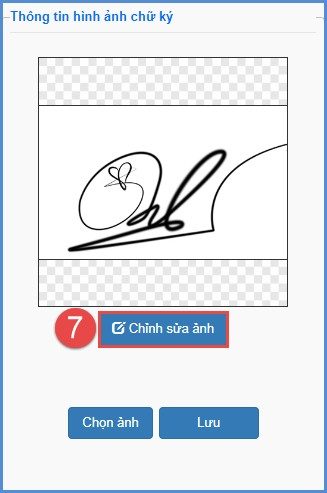 Thông tin hình ảnh chữ ký
7
Chỉnh sửa ảnh
Chọn ảnh Lưu